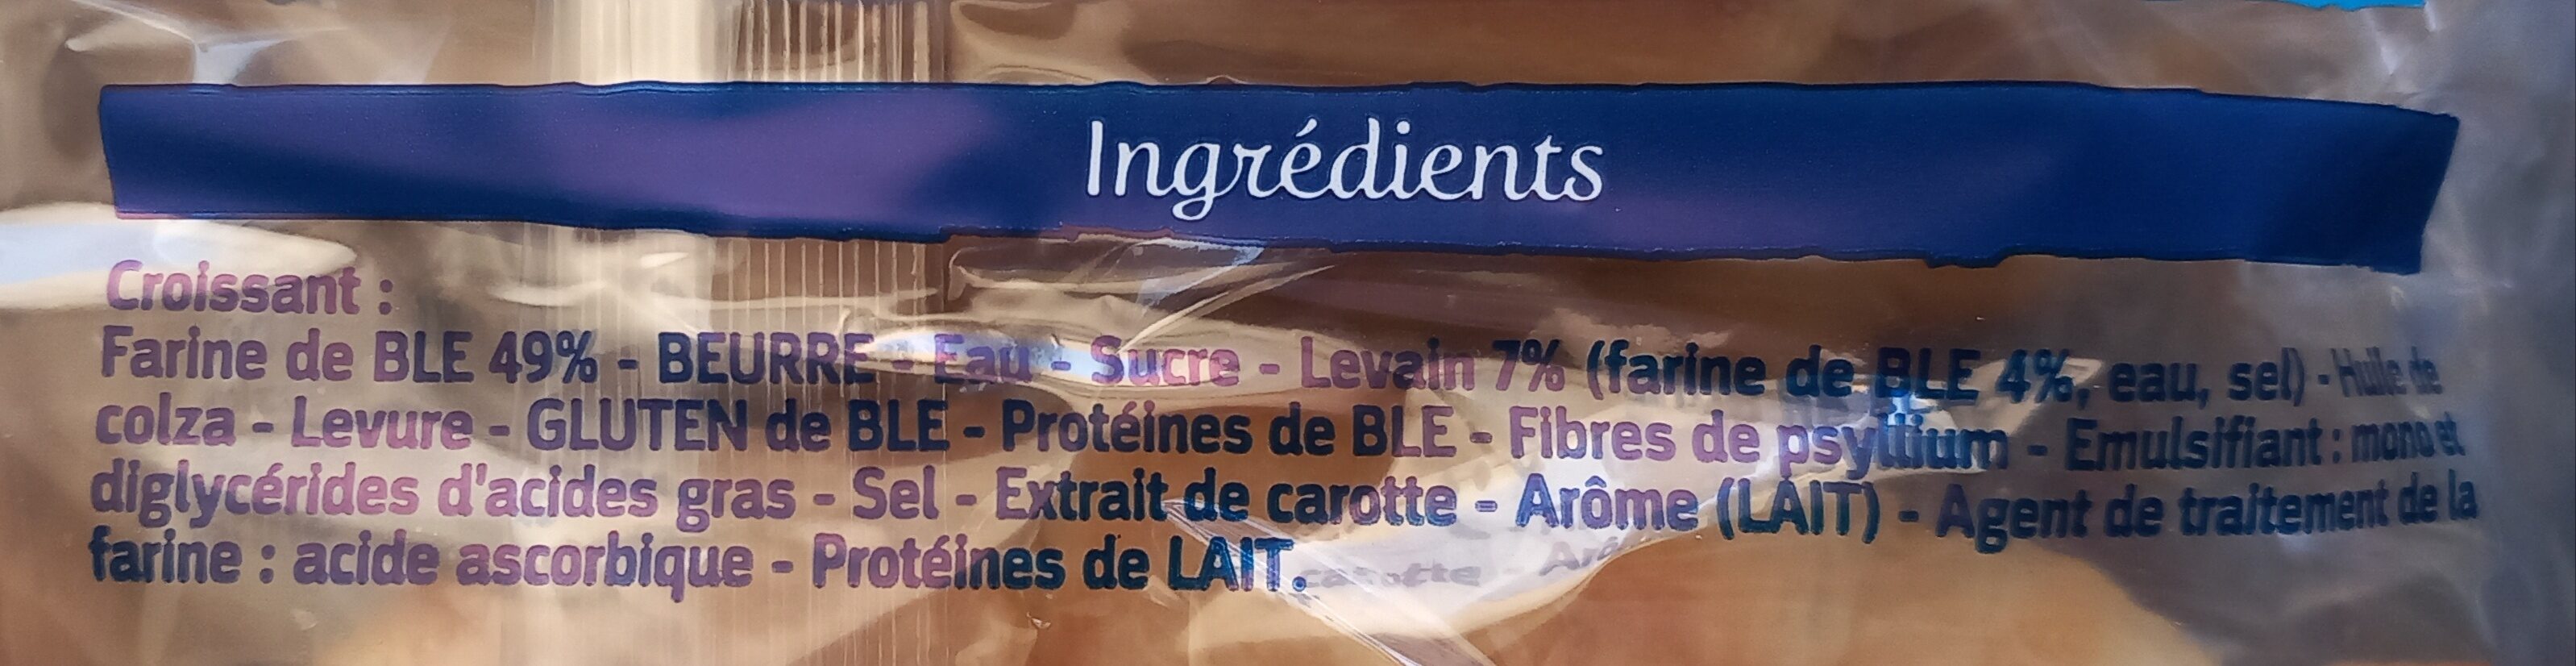 Ingrédients
Croissant :
Farine de BLE 49% - BEURRE - Eau - Sucre - Levain 7% (farine de BLE 4%, eau, sel) - Huile de
colza - Levure - GLUTEN de BLE - Protéines de BLE - Fibres de psyllium - Emulsifiant : mono et
diglycérides d'acides gras - Sel - Extrait de carotte - Arôme (LAIT) - Agent de traitement de la
farine : acide ascorbique - Protéines de LAIT.